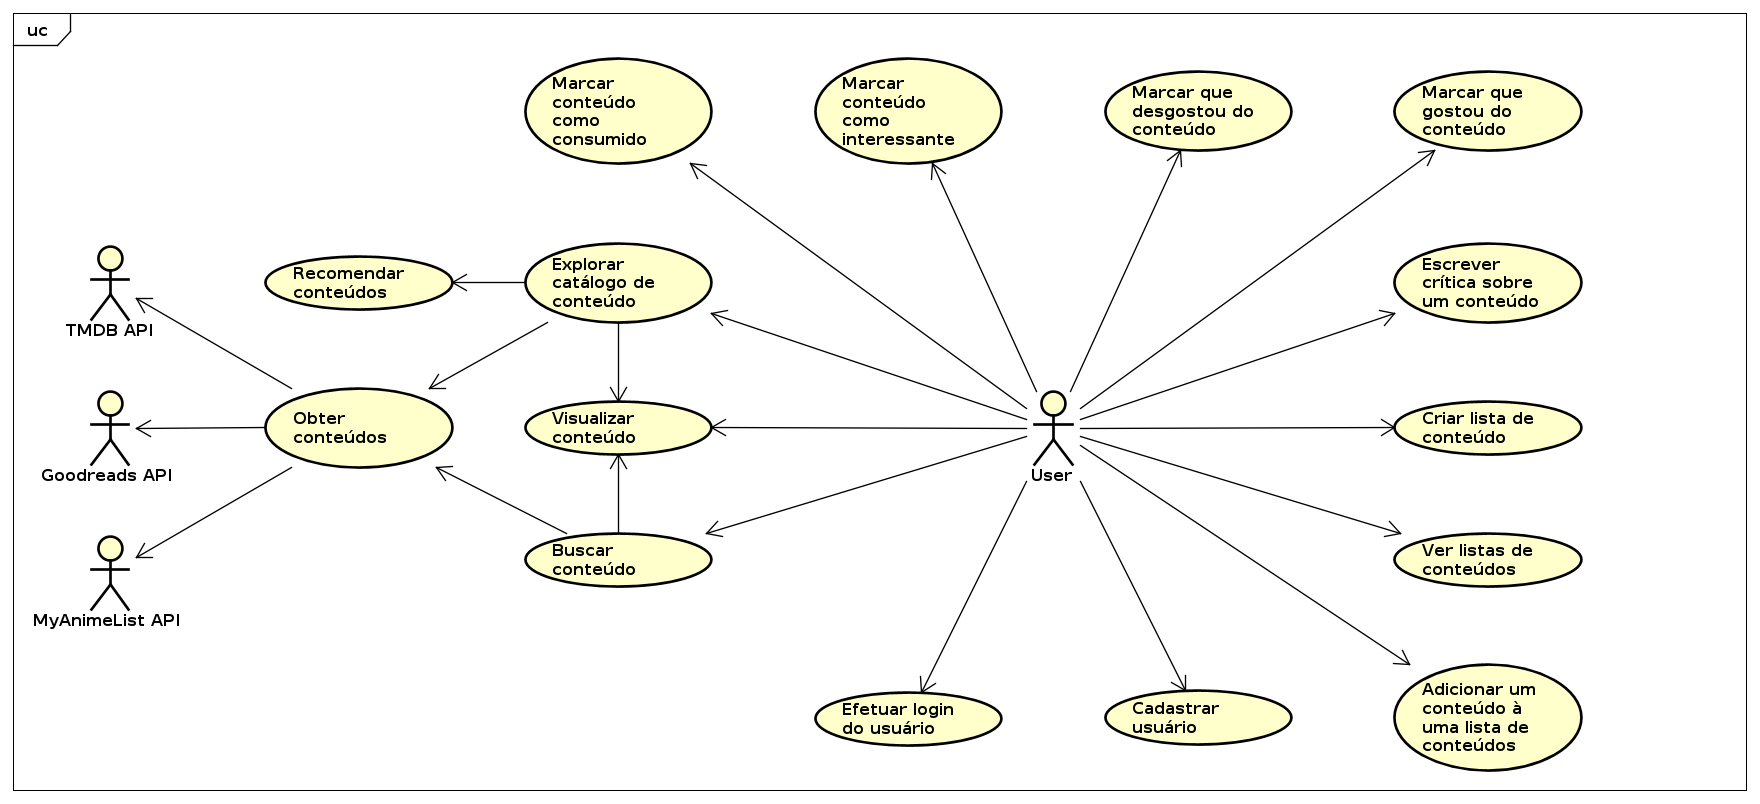 uc
Marcar
conteúdo
como
consumido
Marcar
conteúdo
como
interessante
Marcar que
desgostou do
conteúdo
Marcar que
gostou do
conteúdo
TMDB API
Recomendar
conteúdos
Explorar
catálogo de
conteúdo
Escrever
crítica sobre
um conteúdo
Goodreads API
Obter
conteúdos
Visualizar
conteúdo
User
Criar lista de
conteúdo
MyAnimeList API
Buscar
conteúdo
Ver listas de
conteúdos
Efetuar login
do usuário
Cadastrar
usuário
Adicionar um
conteúdo à
uma lista de
conteúdos